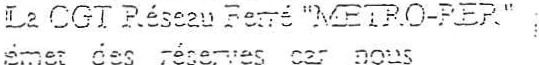 La CGT Réseau Ferré "METRO-RER"
émet des réserves car nous